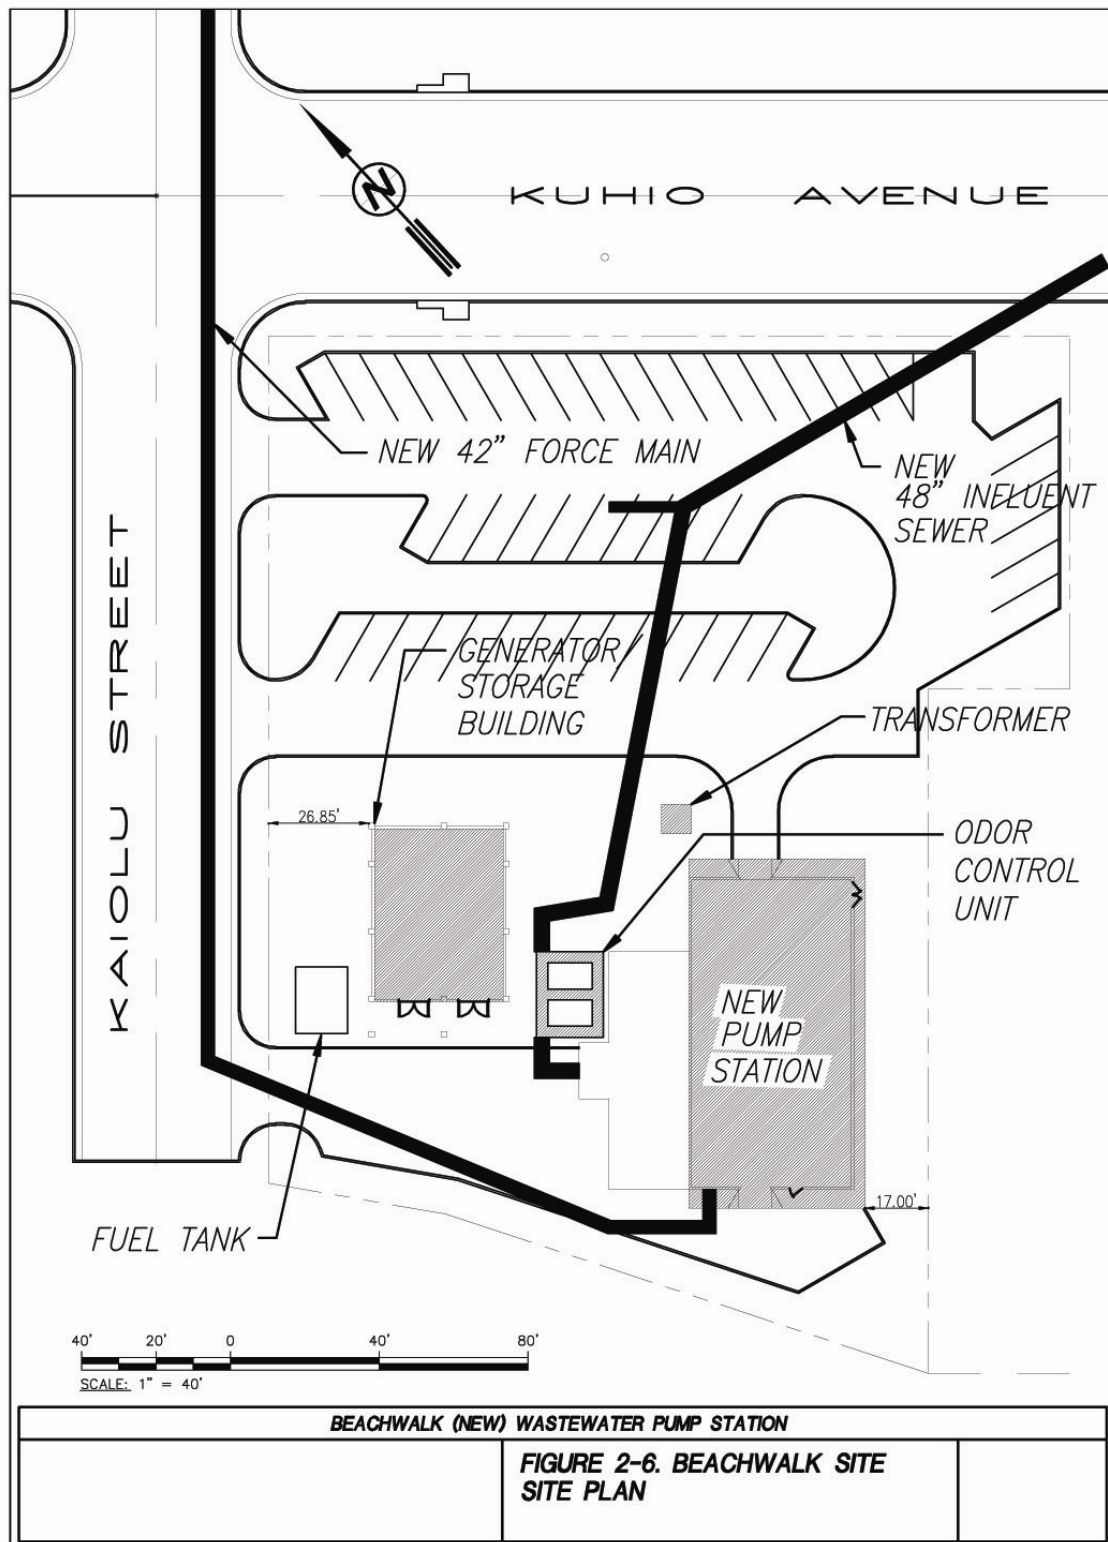 N
KUHIO AVENUE
NEW 42" FORCE MAIN
NEW
48" INFLUENT
SEWER
KAIOLU STREET
GENERATOR/
STORAGE
BUILDING
TRANSFORMER
26.85'
ODOR
CONTROL
UNIT
NEW
PUMP
STATION
17.00'
FUEL TANK
40' 20' 0 40' 80'
SCALE: 1" = 40'
BEACHWALK (NEW) WASTEWATER PUMP STATION
FIGURE 2-6. BEACHWALK SITE
SITE PLAN